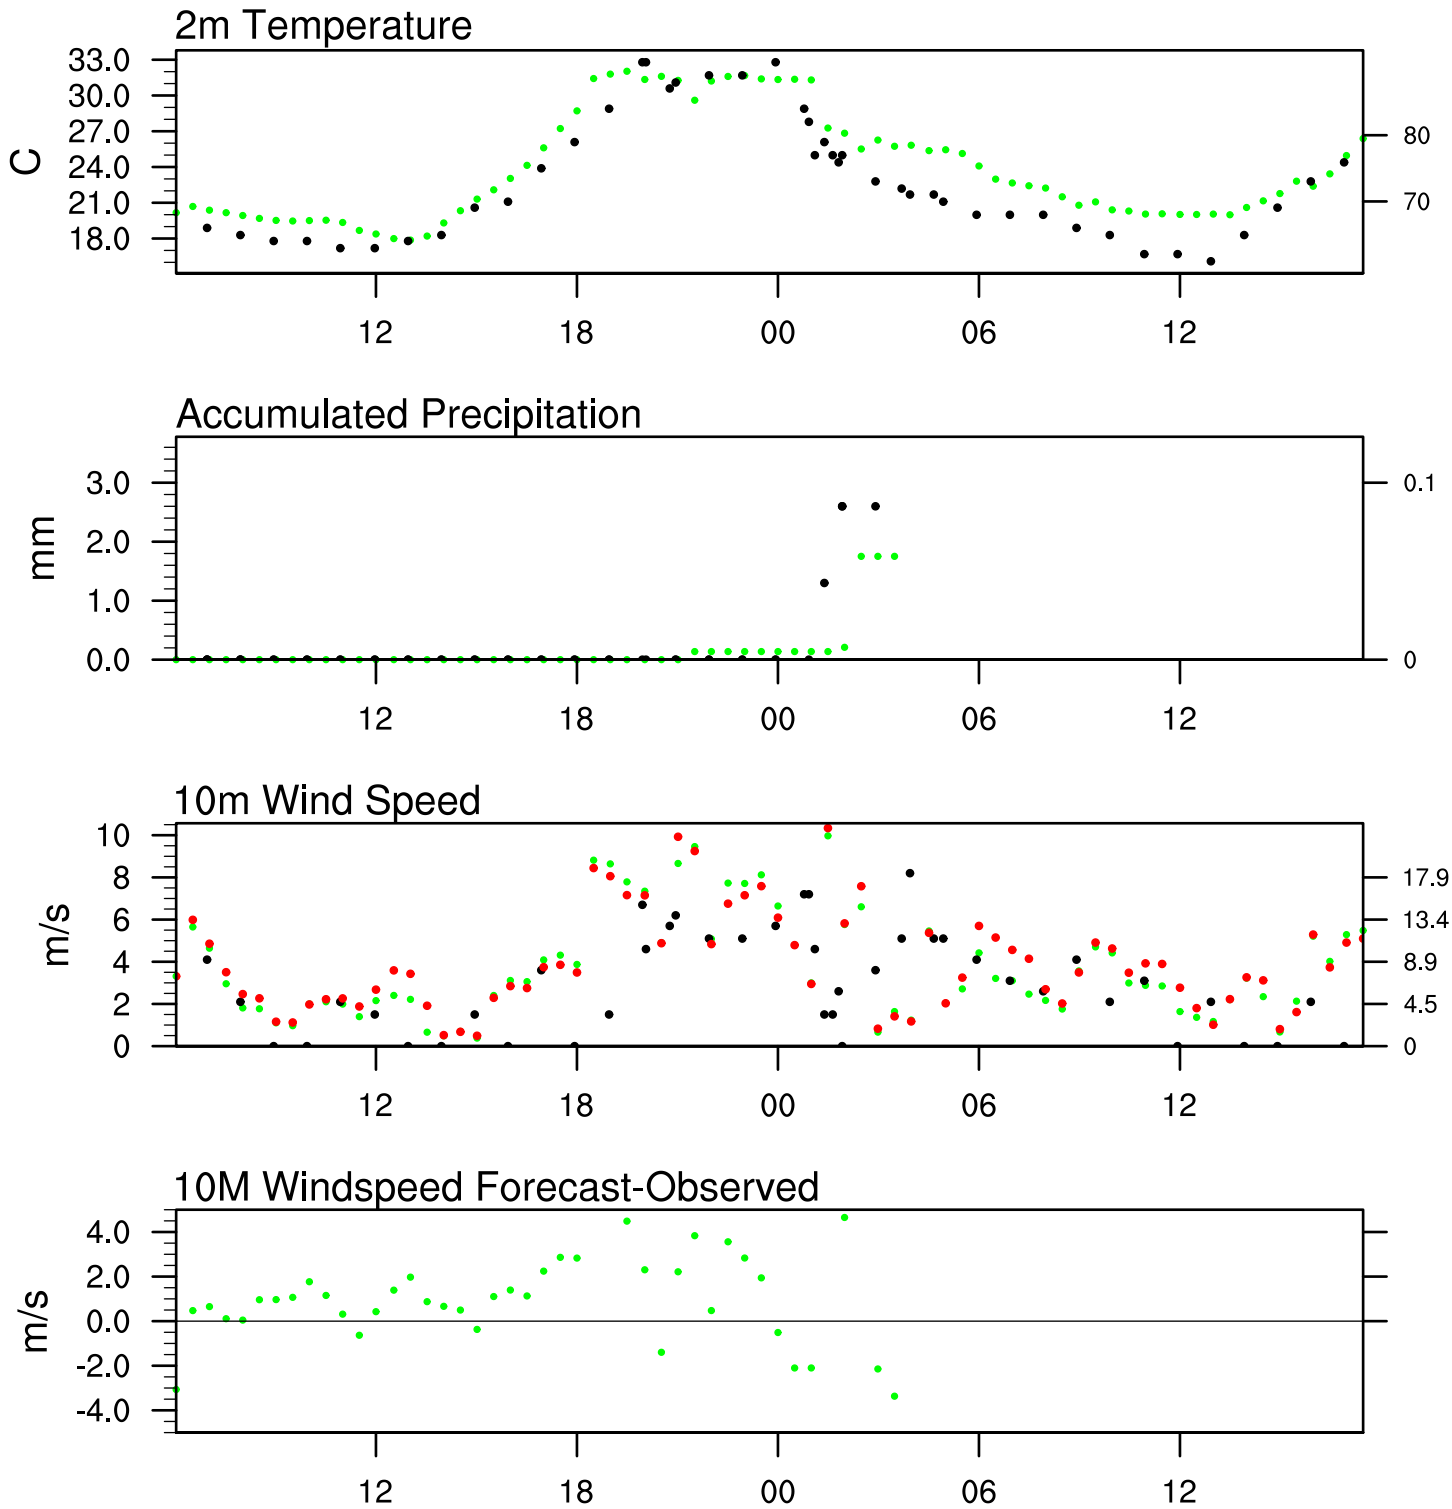 2m Temperature
33.0
30.0
27.0
24.0
21.0
18.0
C
80
70
12 18 00 06 12
Accumulated Precipitation
3.0
2.0
1.0
0.0
mm
0.1
0
12 18 00 06 12
10m Wind Speed
10
8
6
4
2
0
m/s
17.9
13.4
8.9
4.5
0
12 18 00 06 12
10M Windspeed Forecast-Observed
4.0
2.0
0.0
-2.0
-4.0
m/s
12 18 00 06 12